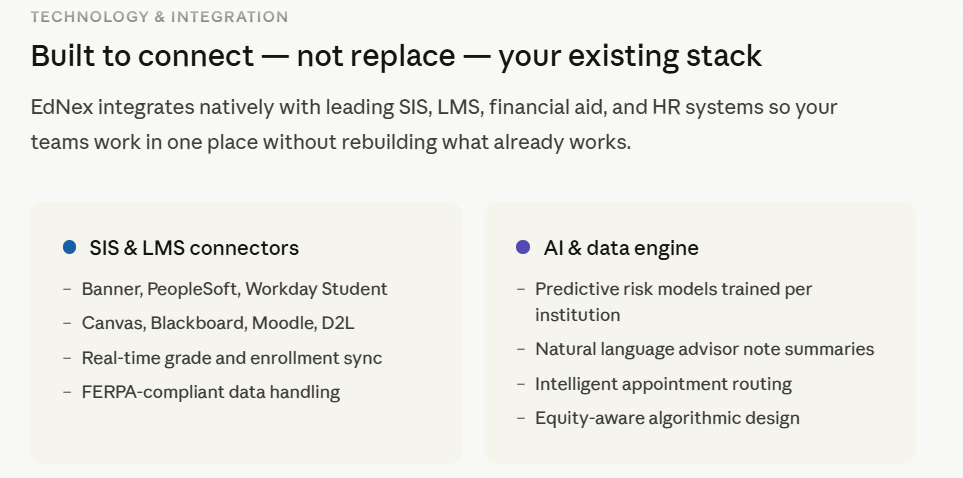 TECHNOLOGY & INTEGRATION
Built to connect — not replace — your existing stack
EdNex integrates natively with leading SIS, LMS, financial aid, and HR systems so your
teams work in one place without rebuilding what already works.
SIS & LMS connectors
– Banner, PeopleSoft, Workday Student
– Canvas, Blackboard, Moodle, D2L
– Real-time grade and enrollment sync
– FERPA-compliant data handling
AI & data engine
– Predictive risk models trained per
institution
– Natural language advisor note summaries
– Intelligent appointment routing
– Equity-aware algorithmic design